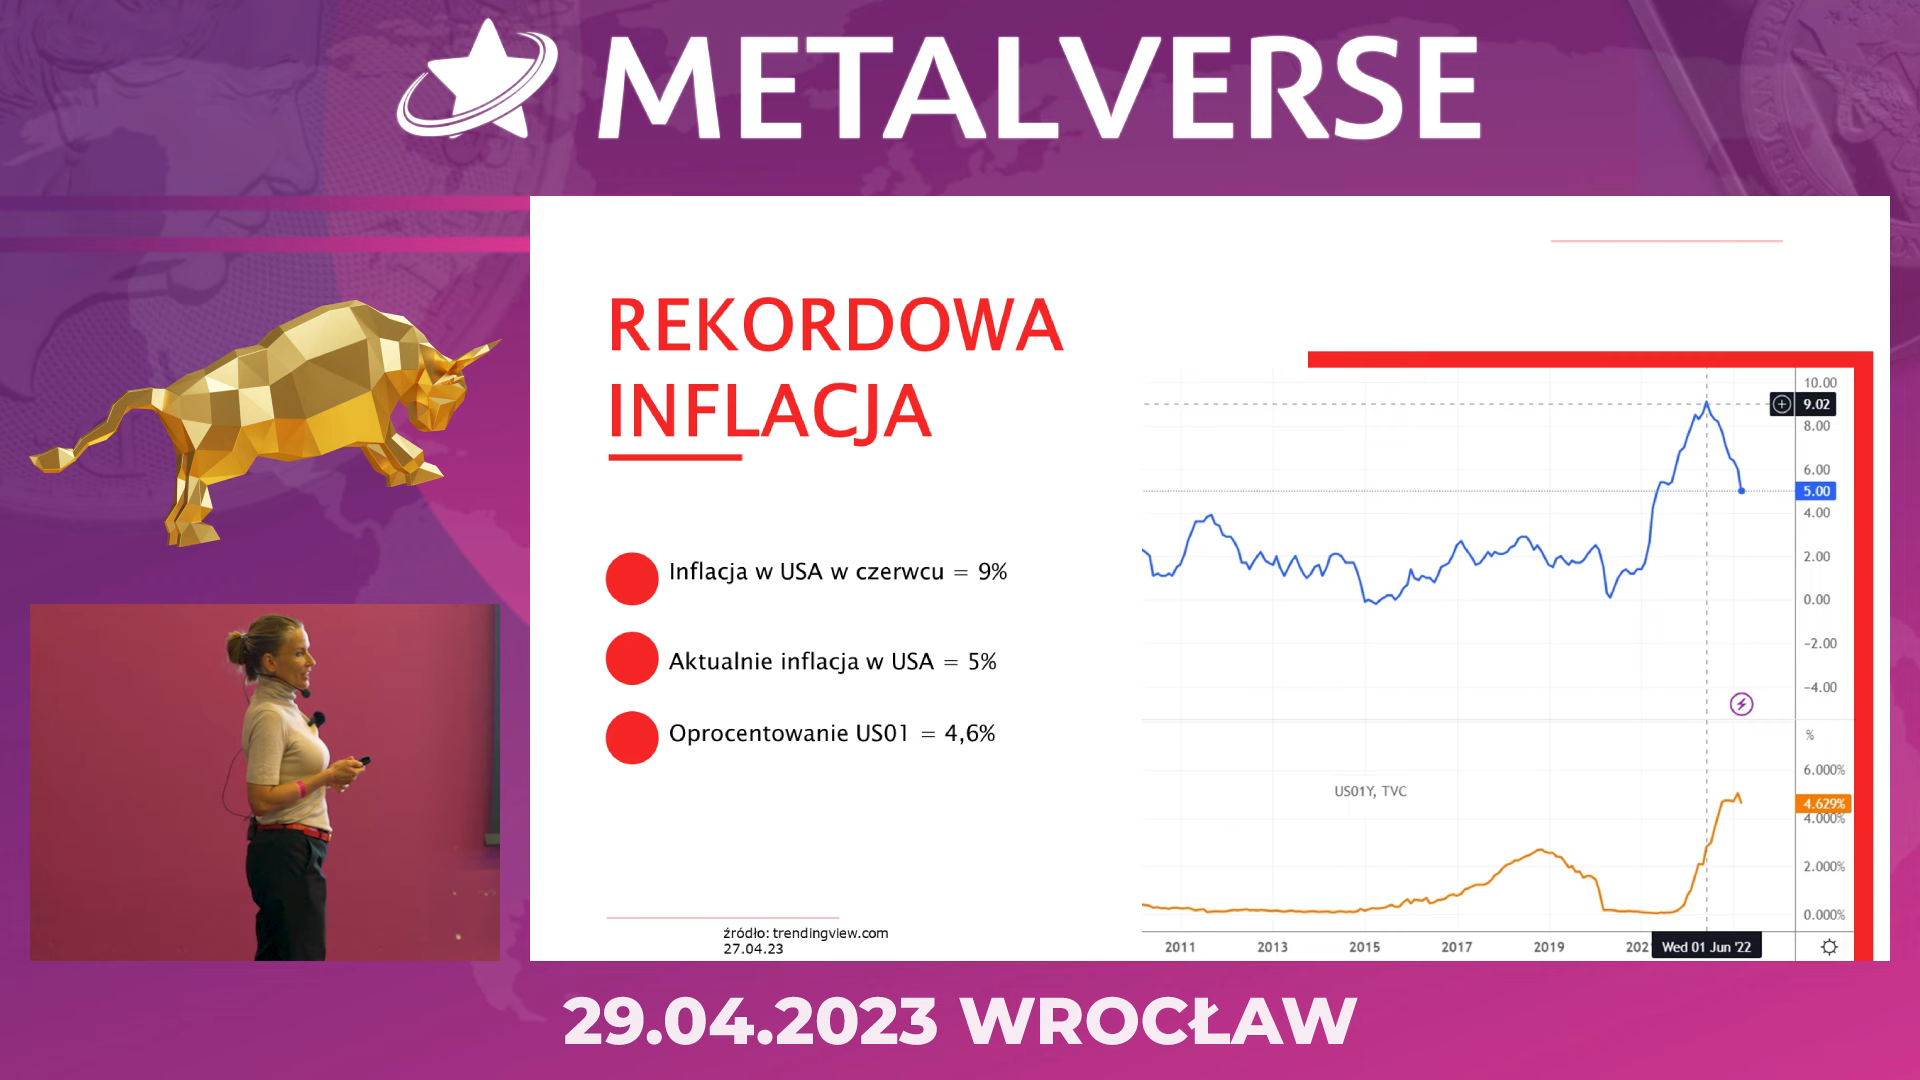 METALVERSE
REKORDOWA
INFLACJA
Inflacja w USA w czerwcu = 9%
Aktualnie inflacja w USA = 5%
Oprocentowanie US01 = 4,6%
źródło: trendingview.com
27.04.23
10.00
9.02
8.00
6.00
5.00
4.00
2.00
0.00
−2.00
−4.00
%
6.000%
US01Y, TVC
4.629%
4.000%
2.000%
0.000%
2011
2013
2015
2017
2019
202
Wed 01 Jun '22
29.04.2023 WROCŁAW